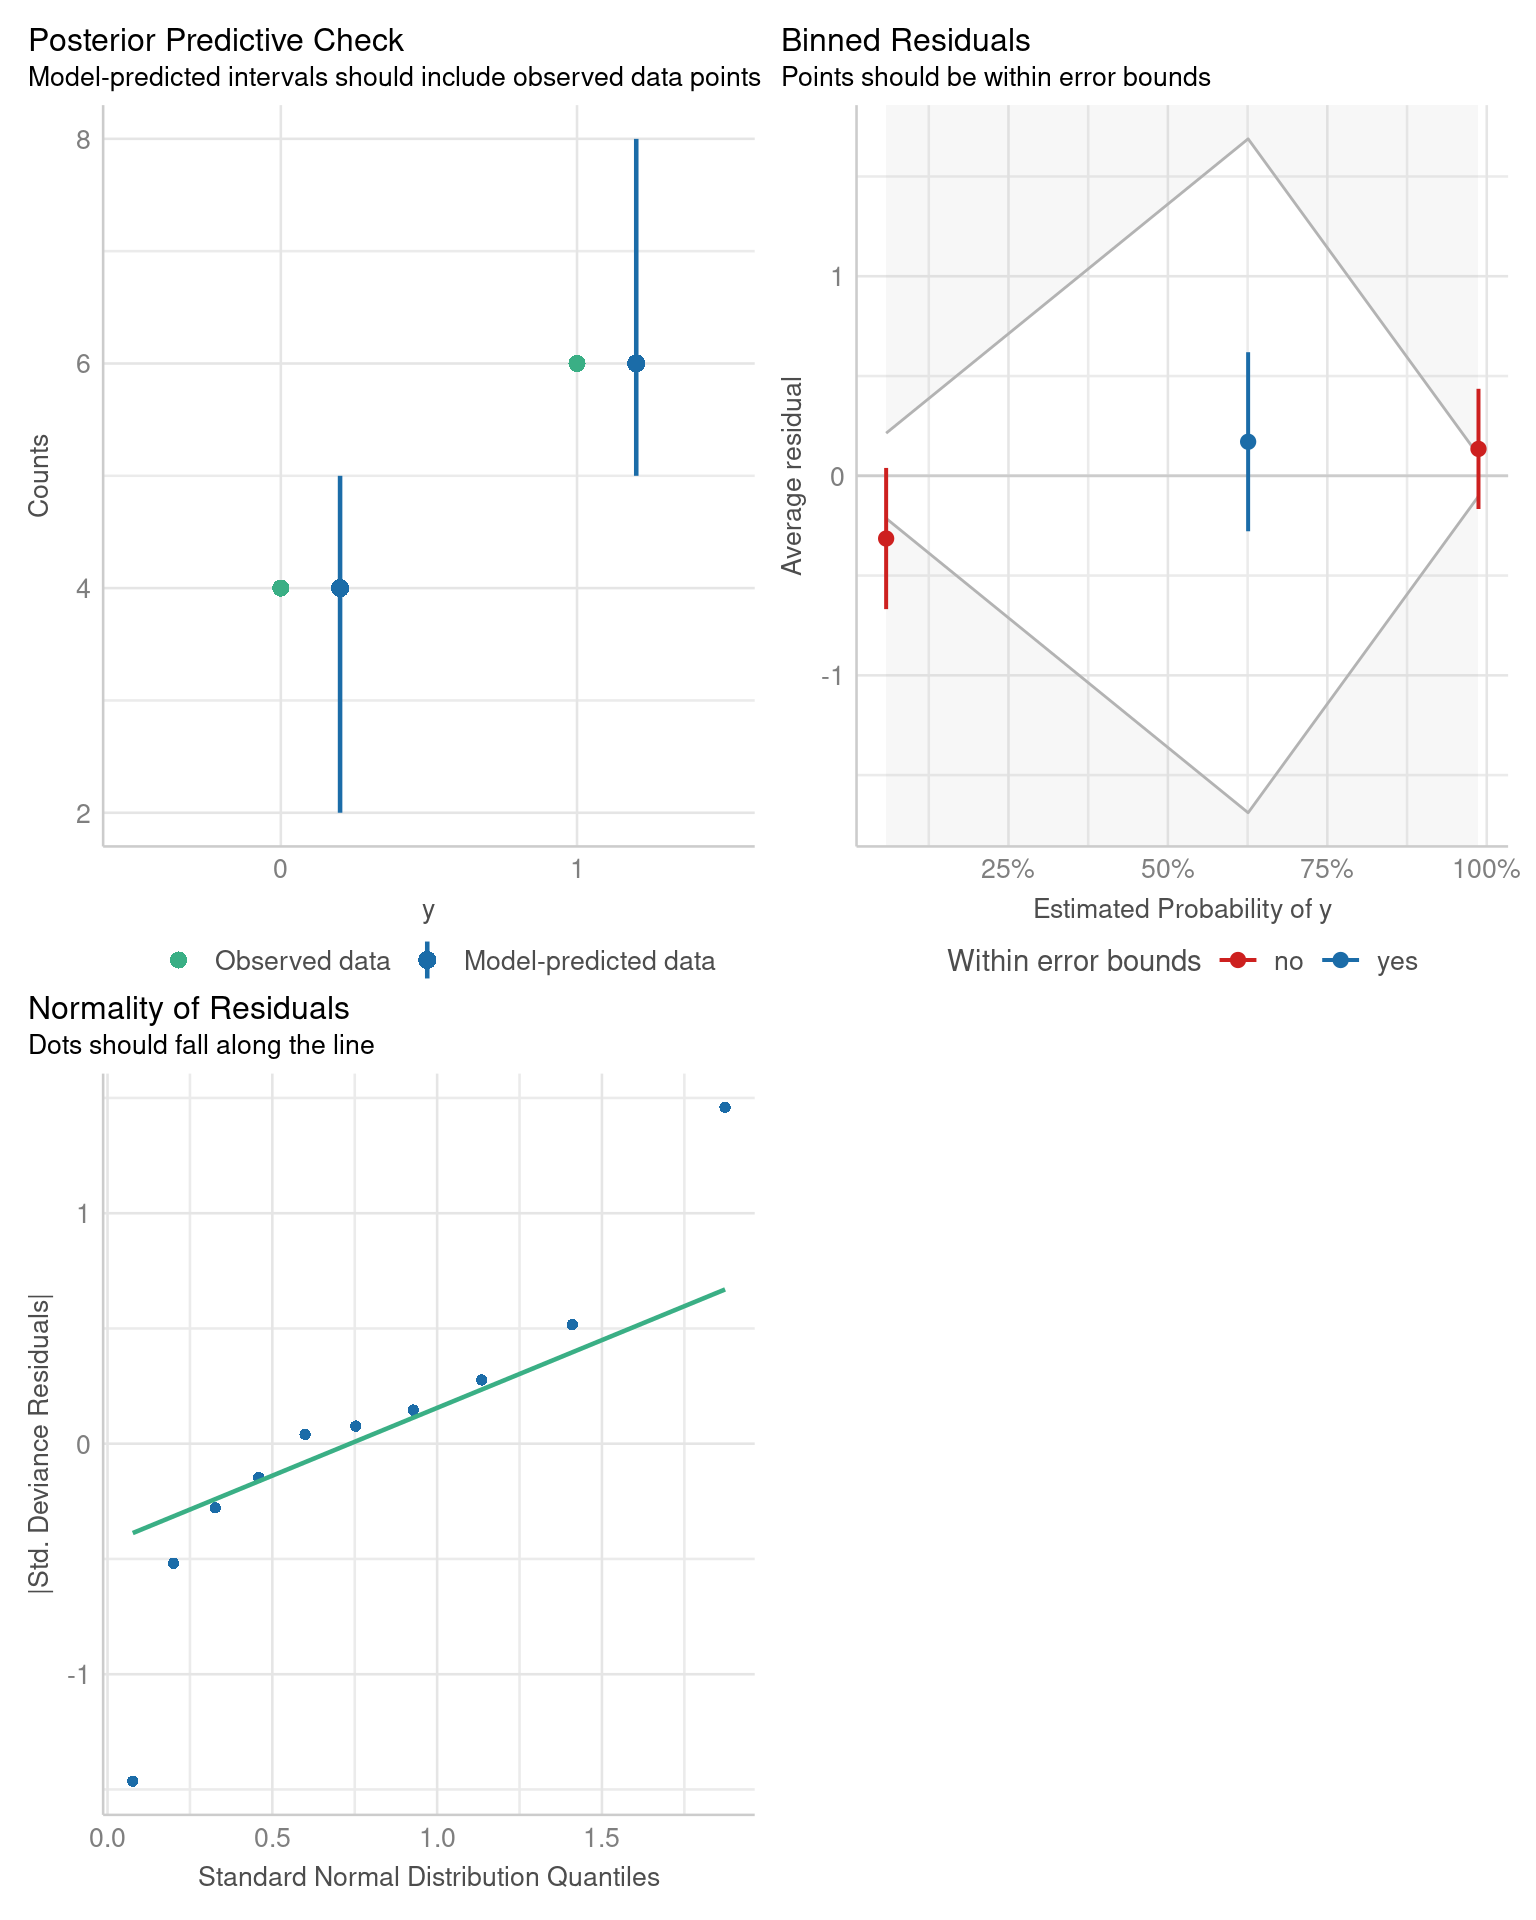 Posterior Predictive Check
Model-predicted intervals should include observed data points
8
6
4
2
Counts
0 1
y
Observed data Model-predicted data
Binned Residuals
Points should be within error bounds
1
0
-1
Average residual
25% 50% 75% 100%
Estimated Probability of y
Within error bounds no yes
Normality of Residuals
Dots should fall along the line
1
0
-1
|Std. Deviance Residuals|
0.0 0.5 1.0 1.5
Standard Normal Distribution Quantiles